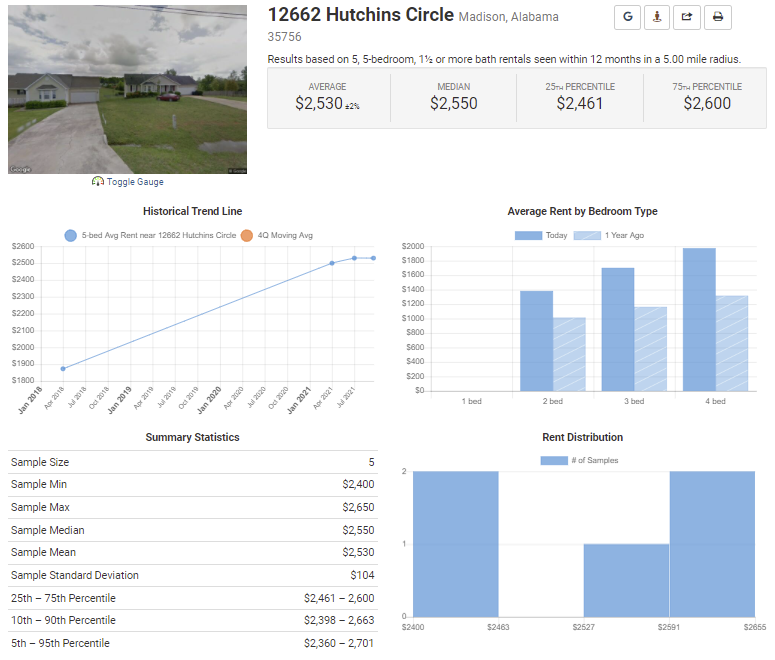 12662 Hutchins Circle Madison, Alabama
35756
Results based on 5, 5-bedroom, 1½ or more bath rentals seen within 12 months in a 5.00 mile radius.
AVERAGE MEDIAN 25TH PERCENTILE 75TH PERCENTILE
$2,530 ±2% $2,550 $2,461 $2,600
Google
Toggle Gauge
Historical Trend Line
5-bed Avg Rent near 12662 Hutchins Circle 4Q Moving Avg
$2600
$2500
$2400
$2300
$2200
$2100
$2000
$1900
$1800
Jan 2018 Apr 2018 Jul 2018 Oct 2018 Jan 2019 Apr 2019 Jul 2019 Oct 2019 Jan 2020 Apr 2020 Jul 2020 Oct 2020 Jan 2021 Apr 2021 Jul 2021
Average Rent by Bedroom Type
Today 1 Year Ago
$2000
$1800
$1600
$1400
$1200
$1000
$800
$600
$400
$200
$0
1 bed 2 bed 3 bed 4 bed
Summary Statistics
Sample Size 5
Sample Min $2,400
Sample Max $2,650
Sample Median $2,550
Sample Mean $2,530
Sample Standard Deviation $104
25th – 75th Percentile $2,461 – 2,600
10th – 90th Percentile $2,398 – 2,663
5th – 95th Percentile $2,360 – 2,701
Rent Distribution
# of Samples
2
1
0
$2400 $2463 $2527 $2591 $2655